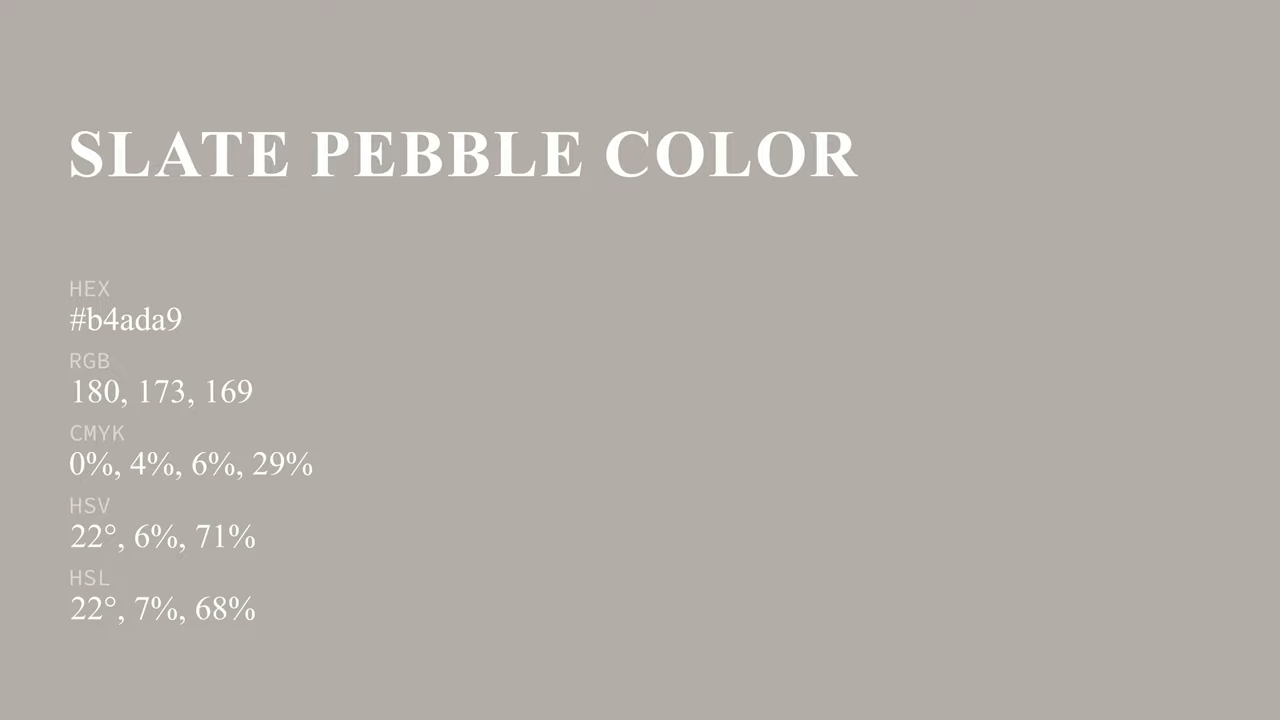 SLATE PEBBLE COLOR
HEX
#b4ada9
RGB
180, 173, 169
CMYK
0%, 4%, 6%, 29%
HSV
22°, 6%, 71%
HSL
22°, 7%, 68%